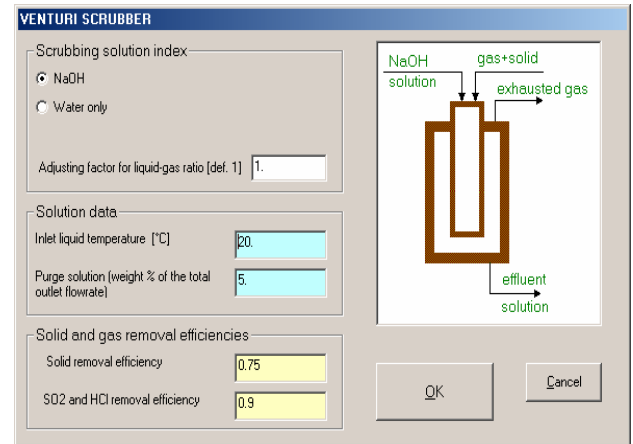 VENTURI SCRUBBER
Scrubbing solution index
NaOH
Water only
Adjusting factor for liquid-gas ratio [def. 1] 1.
Solution data
Inlet liquid temperature [°C] 20.
Purge solution (weight % of the total
outlet flowrate) 5.
Solid and gas removal efficiencies
Solid removal efficiency 0.75
SO2 and HCl removal efficiency 0.9
NaOH
solution
gas+solid
exhausted gas
effluent
solution
OK
Cancel